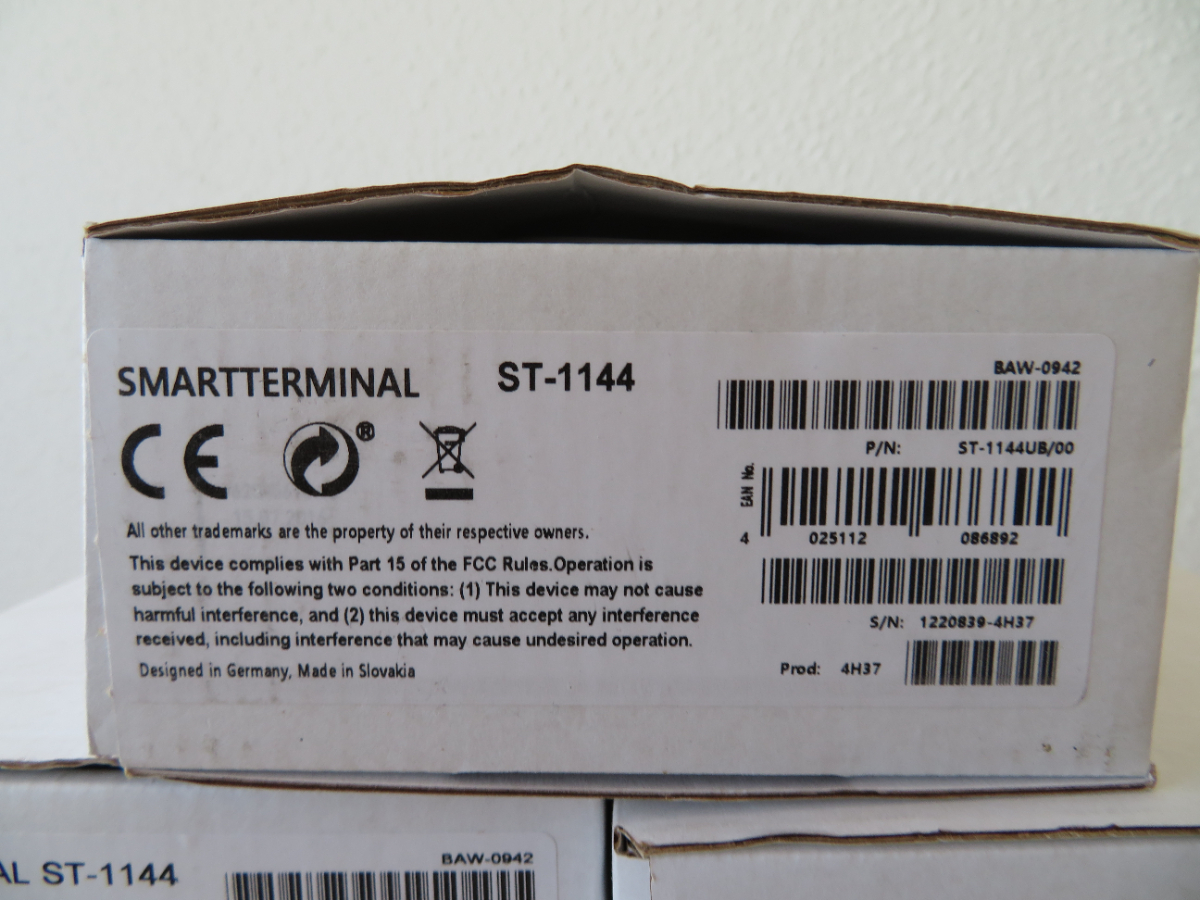 SMARTTERMINAL ST-1144
BAW-0942
CE
®
P/N: ST-1144UB/00
EAN No.
4 025112 086892
All other trademarks are the property of their respective owners.
This device complies with Part 15 of the FCC Rules.Operation is
subject to the following two conditions: (1) This device may not cause
harmful interference, and (2) this device must accept any interference
received, including interference that may cause undesired operation.
S/N: 1220839-4H37
Designed in Germany, Made in Slovakia
Prod: 4H37
AL ST-1144
BAW-0942